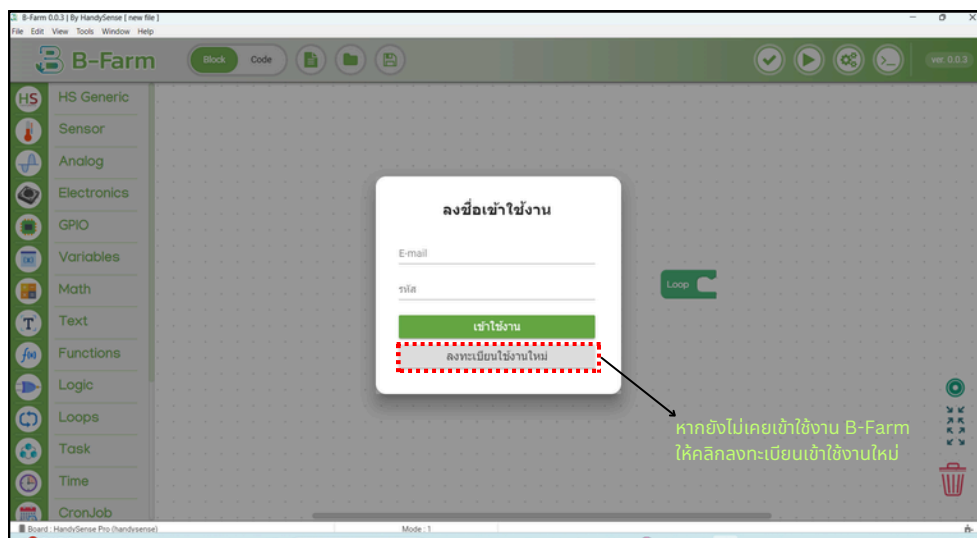 B-Farm 0.0.3 | By HandySense [ new file ]
File Edit View Tools Window Help
B-Farm
Block
Code
ver. 0.0.3
HS
HS Generic
Sensor
Analog
Electronics
GPIO
Variables
Math
T
Text
f(x)
Functions
Logic
Loops
Task
Time
CronJob
ลงชื่อเข้าใช้งาน
E-mail
รหัส
เข้าใช้งาน
ลงทะเบียนใช้งานใหม่
Loop
หากยังไม่เคยเข้าใช้งาน B-Farm
ให้คลิกลงทะเบียนเข้าใช้งานใหม่
Board : HandySense Pro (handysense)
Mode : 1